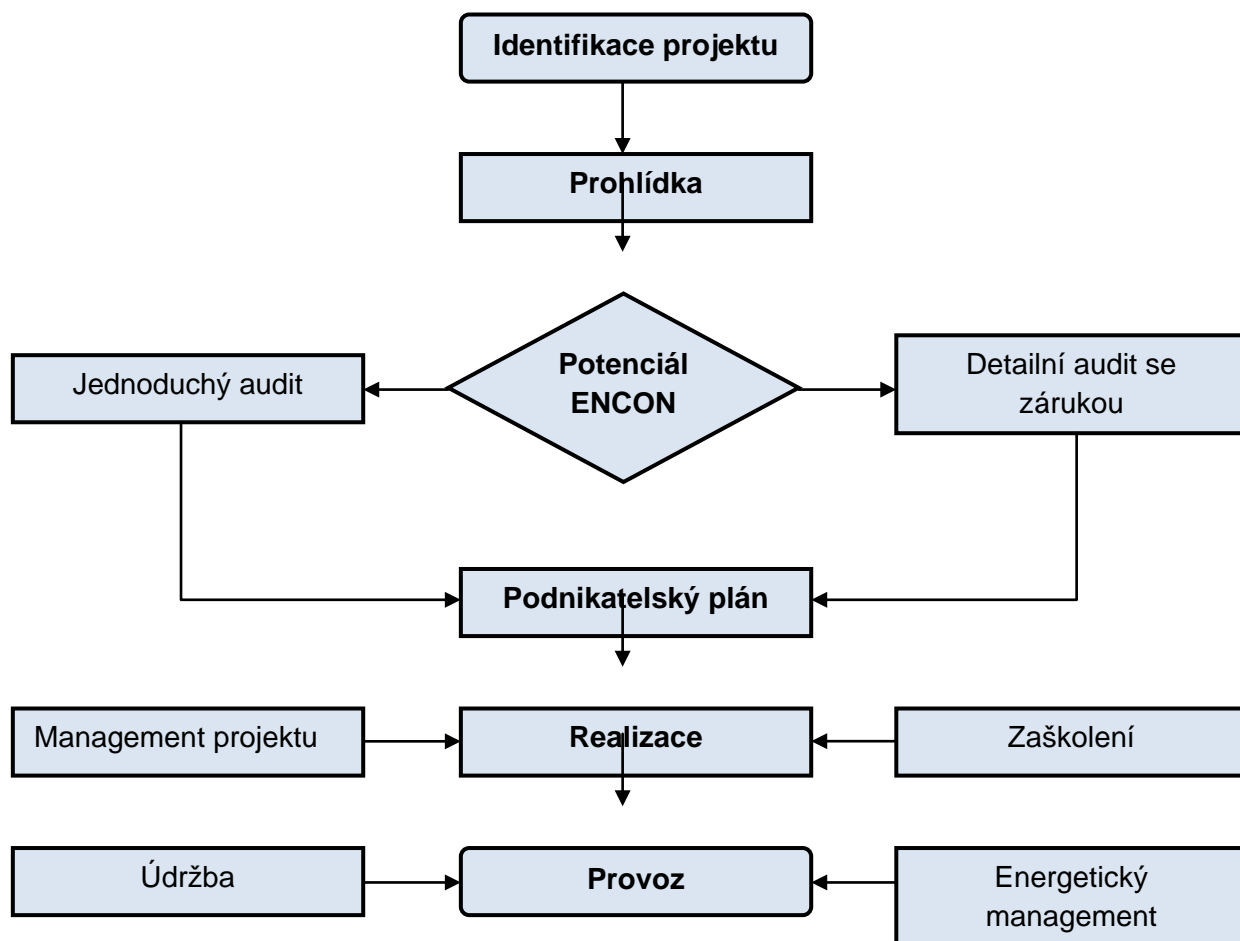 Identifikace projektu
Prohlídka
Jednoduchý audit
Potenciál
ENCON
Detailní audit se
zárukou
Podnikatelský plán
Management projektu
Realizace
Zaškolení
Údržba
Provoz
Energetický
management